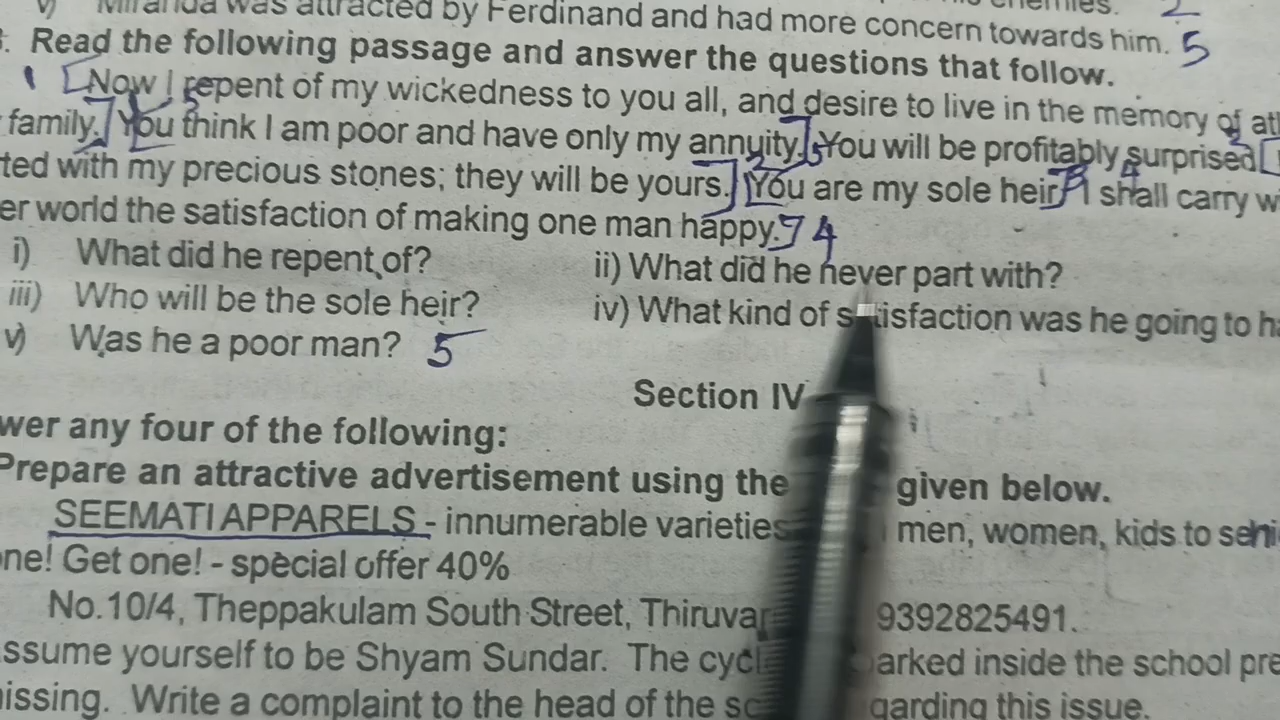 v) Miranda was attracted by Ferdinand and had more concern towards him. 5
Read the following passage and answer the questions that follow.
1 Now I repent of my wickedness to you all, and desire to live in the memory of at
family. You think I am poor and have only my annuity. You will be profitably surprised.
ted with my precious stones; they will be yours. You are my sole heir. I shall carry w
er world the satisfaction of making one man happy. 4
i) What did he repent of? ii) What did he never part with?
iii) Who will be the sole heir? iv) What kind of satisfaction was he going to h
v) Was he a poor man? 5
Section IV
wer any four of the following:
Prepare an attractive advertisement using the given below.
SEEMATI APPARELS - innumerable varieties men, women, kids to seni
ne! Get one! - special offer 40%
No.10/4, Theppakulam South Street, Thiruvar 9392825491.
ssume yourself to be Shyam Sundar. The cycl arked inside the school pre
issing. Write a complaint to the head of the sc garding this issue.